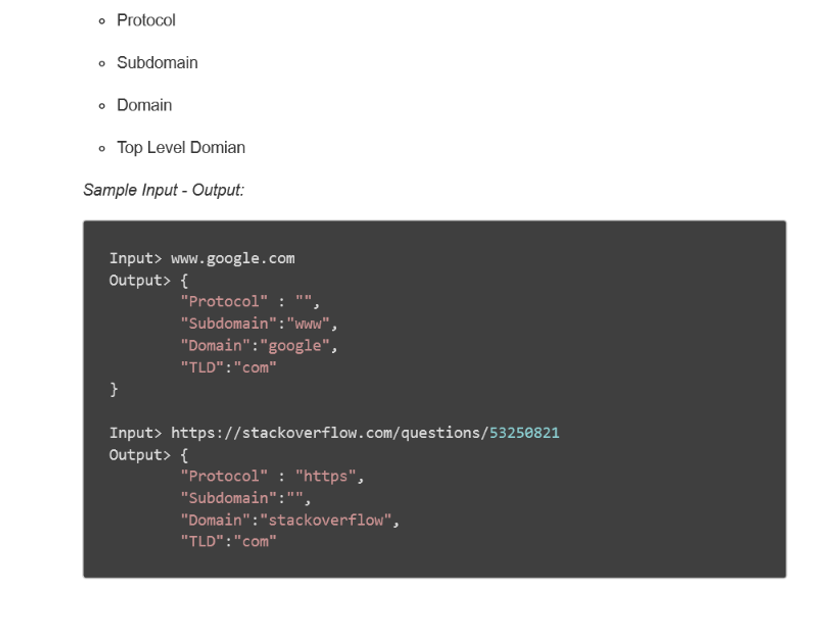 Protocol
Subdomain
Domain
Top Level Domian
Sample Input - Output:
Input> www.google.com
Output> {
"Protocol" : "",
"Subdomain":"www",
"Domain":"google",
"TLD":"com"
}
Input> https://stackoverflow.com/questions/53250821
Output> {
"Protocol" : "https",
"Subdomain":"",
"Domain":"stackoverflow",
"TLD":"com"